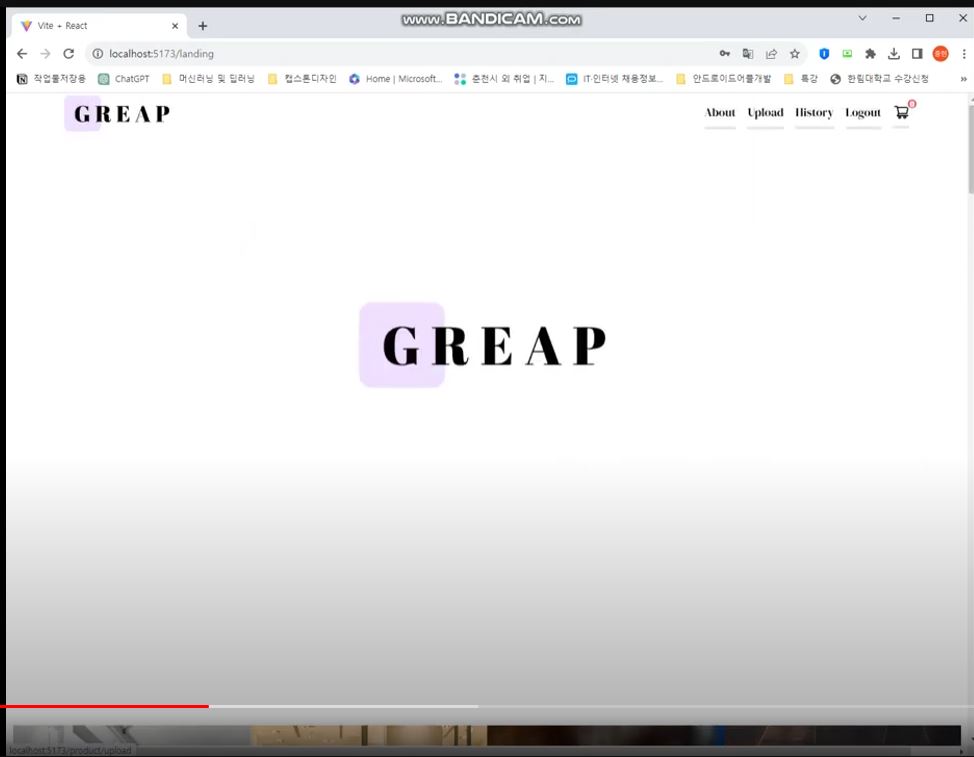 www.BANDICAM.com
Vite + React
localhost:5173/landing
작업물저장용 ChatGPT 머신러닝 및 딥러닝 캡스톤디자인 Home | Microsoft... 춘천시 외 취업 | 지... IT·인터넷 채용정보... 안드로이드어플개발 특강 한림대학교 수강신청 »
GREAP About Upload History Logout 0
GREAP
localhost:5173/product/upload